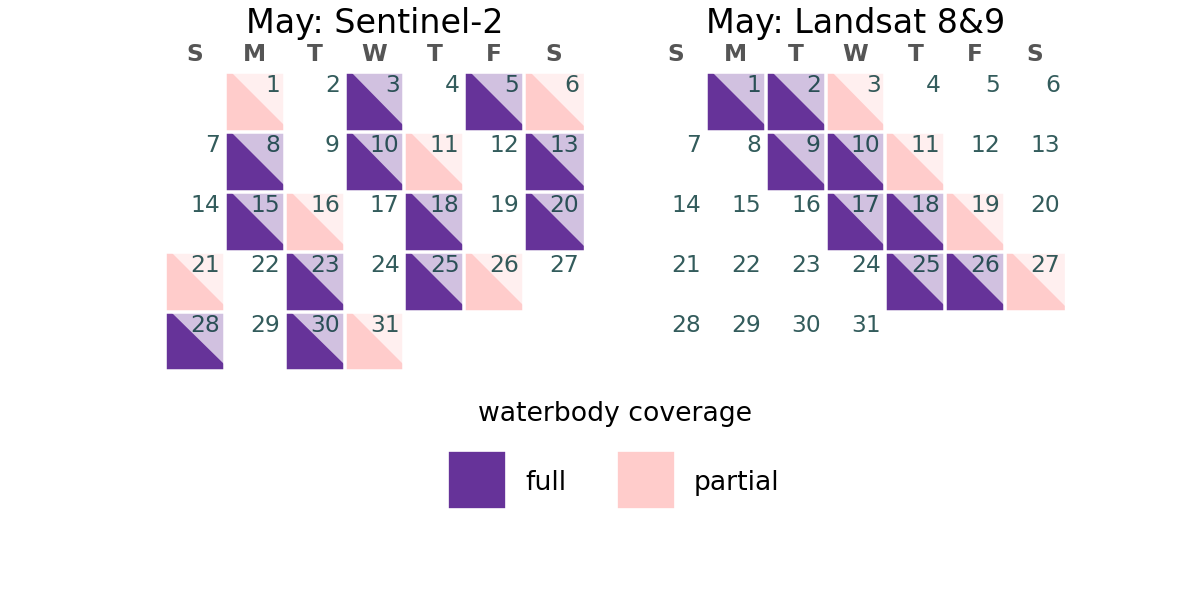 May: Sentinel-2
S M T W T F S
1 2 3 4 5 6
7 8 9 10 11 12 13
14 15 16 17 18 19 20
21 22 23 24 25 26 27
28 29 30 31
May: Landsat 8&9
S M T W T F S
1 2 3 4 5 6
7 8 9 10 11 12 13
14 15 16 17 18 19 20
21 22 23 24 25 26 27
28 29 30 31
waterbody coverage
full partial